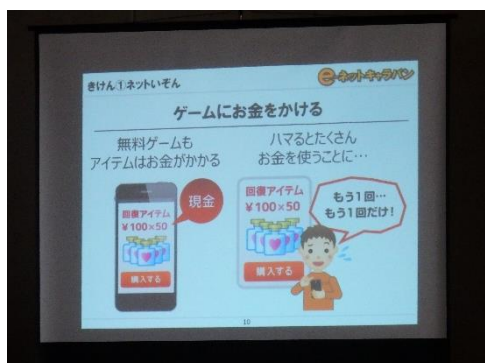 きけん①ネットいぞん
e-ネットキャラバン
ゲームにお金をかける
無料ゲームも
アイテムはお金がかかる
ハマるとたくさん
お金を使うことに…
現金
回復アイテム
¥100×50
購入する
回復アイテム
¥100×50
購入する
もう1回…
もう1回だけ!
10